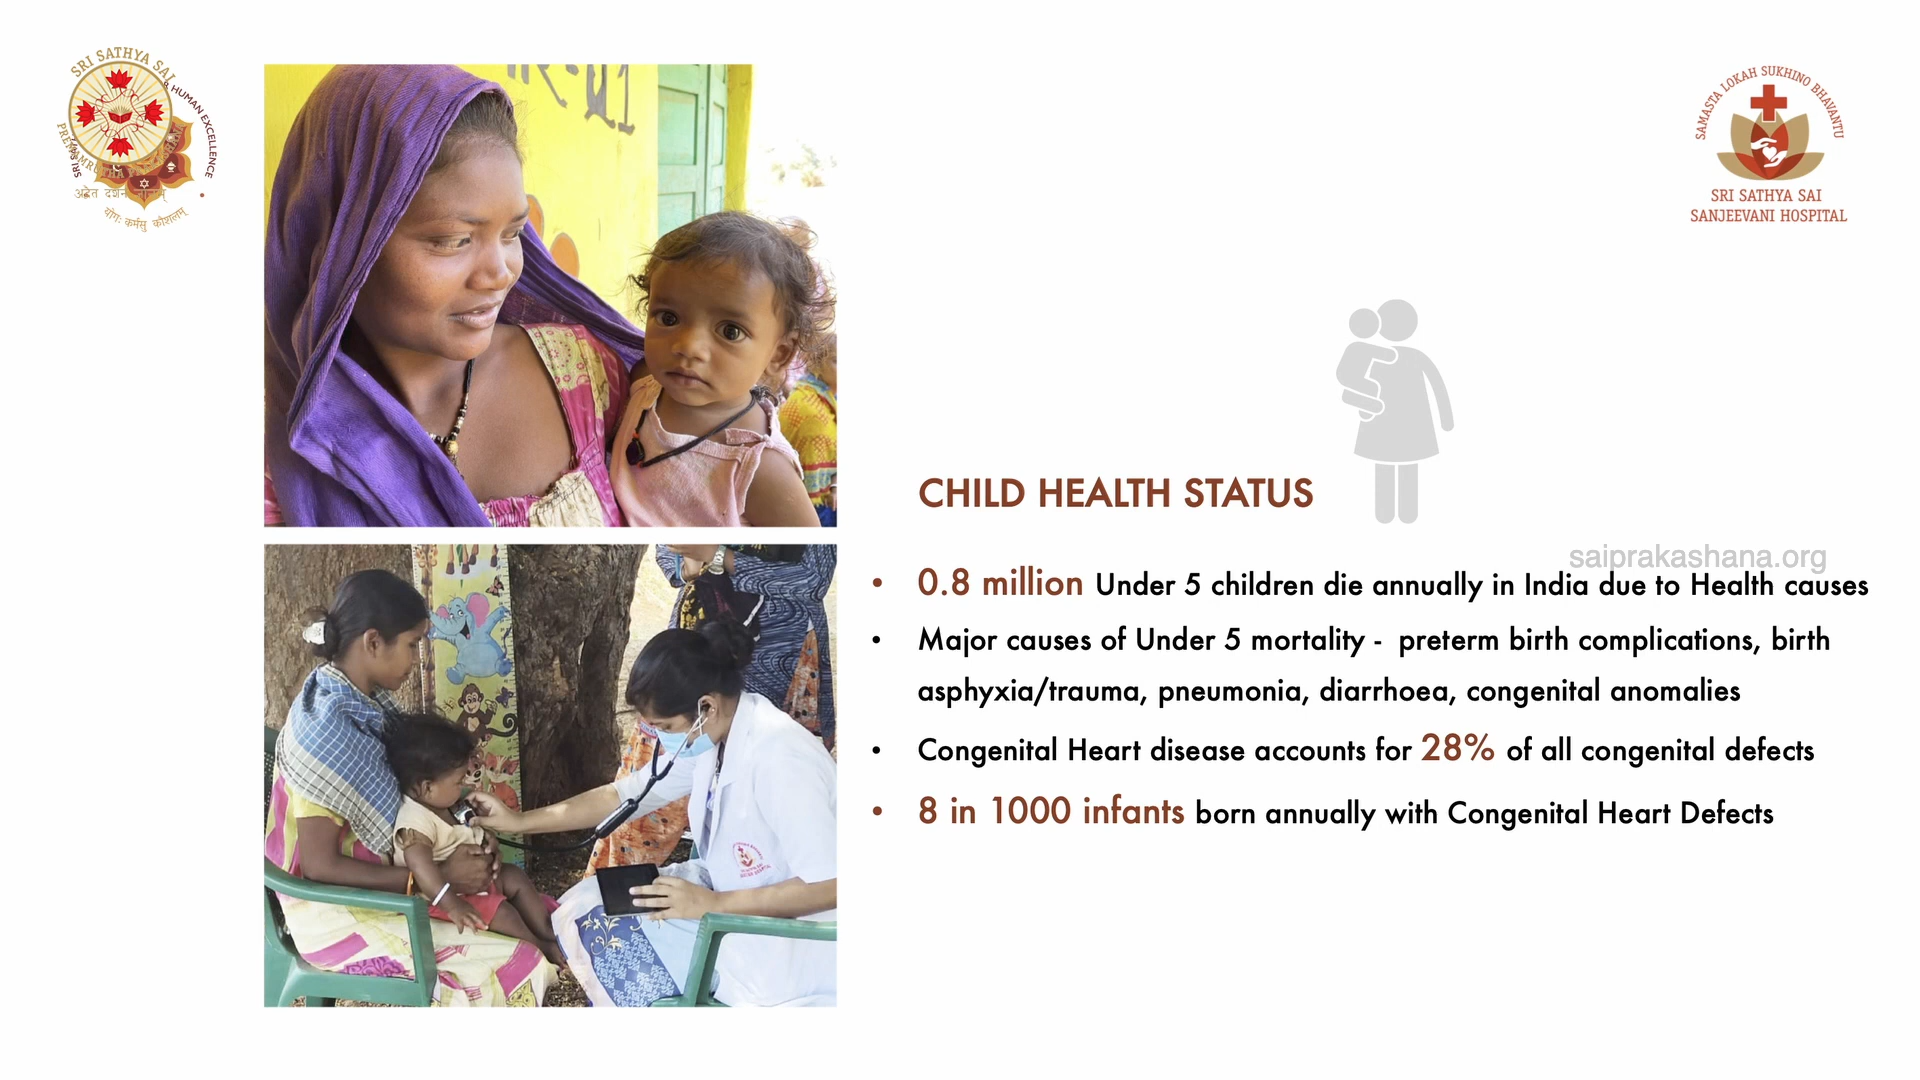 SRI SATHYA SAI
& HUMAN EXCELLENCE
योगः कर्मसु कौशलम्
SAMASTA LOKAH SUKHINO BHAVANTU
SRI SATHYA SAI
SANJEEVANI HOSPITAL
CHILD HEALTH STATUS
saiprakashana.org
• 0.8 million Under 5 children die annually in India due to Health causes
• Major causes of Under 5 mortality - preterm birth complications, birth
asphyxia/trauma, pneumonia, diarrhoea, congenital anomalies
• Congenital Heart disease accounts for 28% of all congenital defects
• 8 in 1000 infants born annually with Congenital Heart Defects